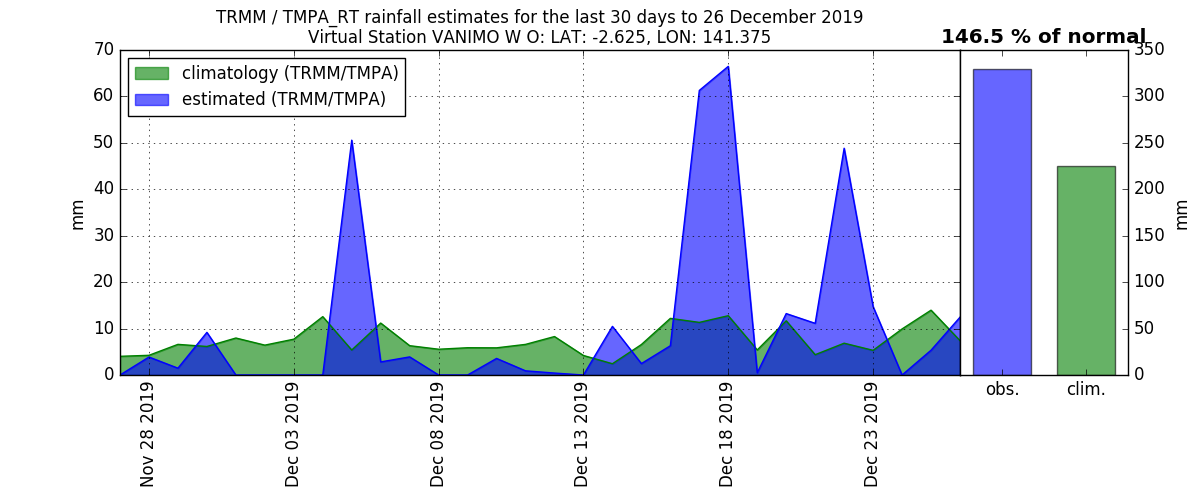 TRMM / TMPA_RT rainfall estimates for the last 30 days to 26 December 2019
Virtual Station VANIMO W O: LAT: -2.625, LON: 141.375
146.5 % of normal
climatology (TRMM/TMPA)
estimated (TRMM/TMPA)
mm
70
60
50
40
30
20
10
0
Nov 28 2019
Dec 03 2019
Dec 08 2019
Dec 13 2019
Dec 18 2019
Dec 23 2019
obs.
clim.
350
300
250
200
150
100
50
0
mm